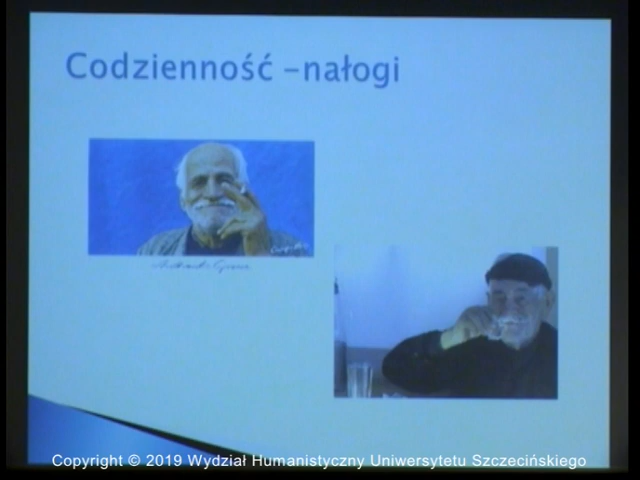 Codzienność –nałogi
Copyright © 2019 Wydział Humanistyczny Uniwersytetu Szczecińskiego